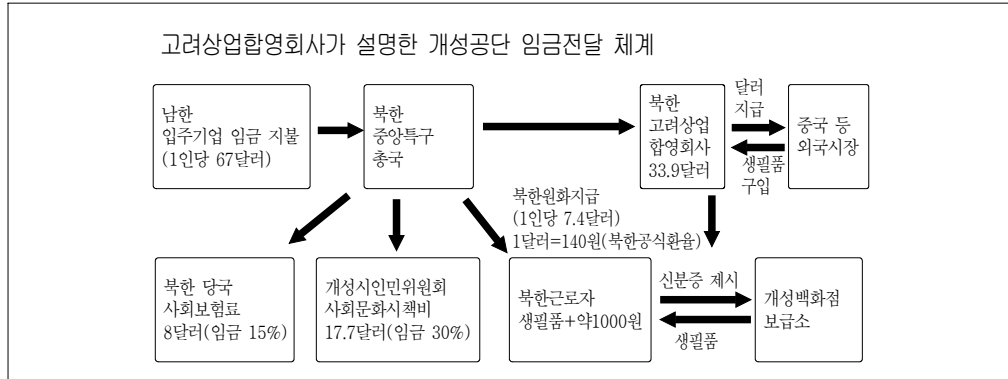 고려상업합영회사가 설명한 개성공단 임금전달 체계
남한
입주기업 임금 지불
(1인당 67달러)
북한
중앙특구
총국
북한
고려상업
합영회사
33.9달러
달러
지급
생필품
구입
중국 등
외국시장
북한원화지급
(1인당 7.4달러)
1달러=140원(북한공식환율)
북한 당국
사회보험료
8달러(임금 15%)
개성시인민위원회
사회문화시책비
17.7달러(임금 30%)
북한근로자
생필품+약1000원
신분증 제시
생필품
개성백화점
보급소